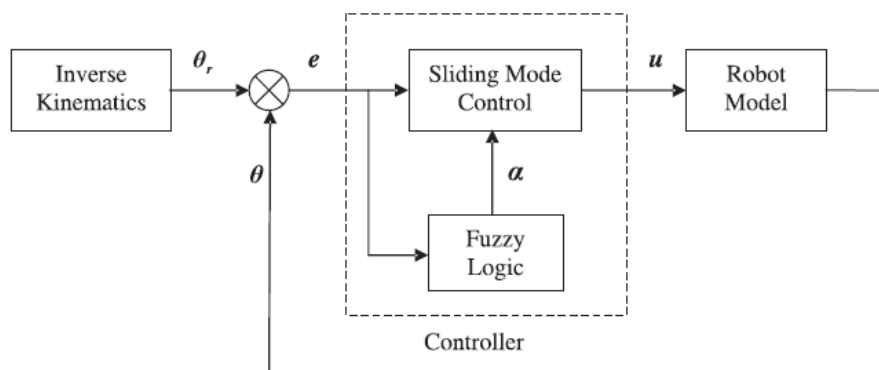 Inverse
Kinematics
θr
e
Sliding Mode
Control
u
Robot
Model
θ
α
Fuzzy
Logic
Controller